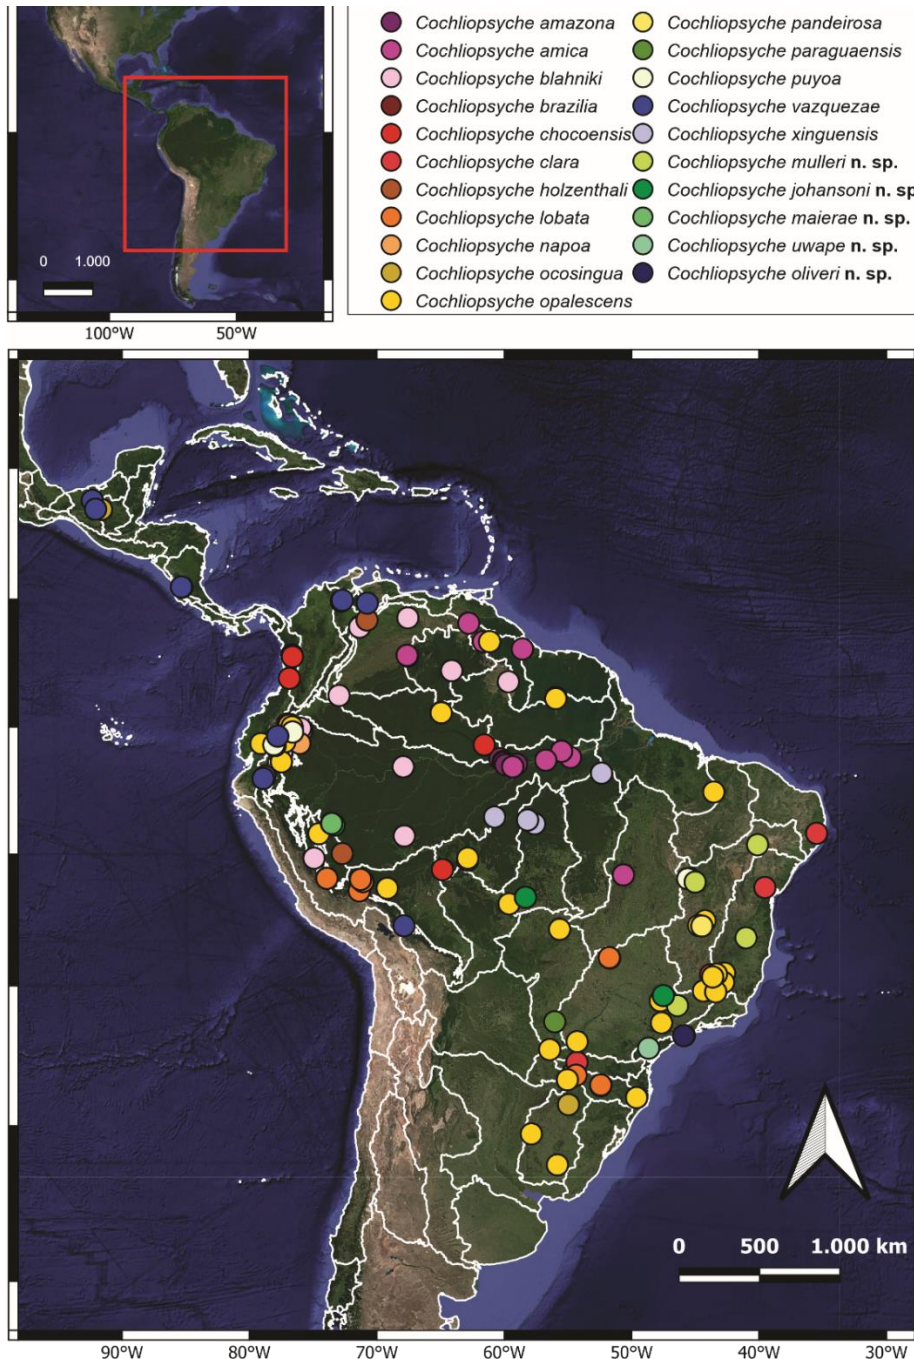 0 1.000
100°W 50°W
Cochliopsyche amazona
Cochliopsyche amica
Cochliopsyche blahniki
Cochliopsyche brazilia
Cochliopsyche chocoensis
Cochliopsyche clara
Cochliopsyche holzenthali
Cochliopsyche lobata
Cochliopsyche napoa
Cochliopsyche ocosingua
Cochliopsyche opalescens
Cochliopsyche pandeirosa
Cochliopsyche paraguaensis
Cochliopsyche puyoa
Cochliopsyche vazquezae
Cochliopsyche xinguensis
Cochliopsyche mulleri n. sp.
Cochliopsyche johansoni n. sp
Cochliopsyche maierae n. sp.
Cochliopsyche uwape n. sp.
Cochliopsyche oliveri n. sp.
0 500 1.000 km
90°W 80°W 70°W 60°W 50°W 40°W 30°W